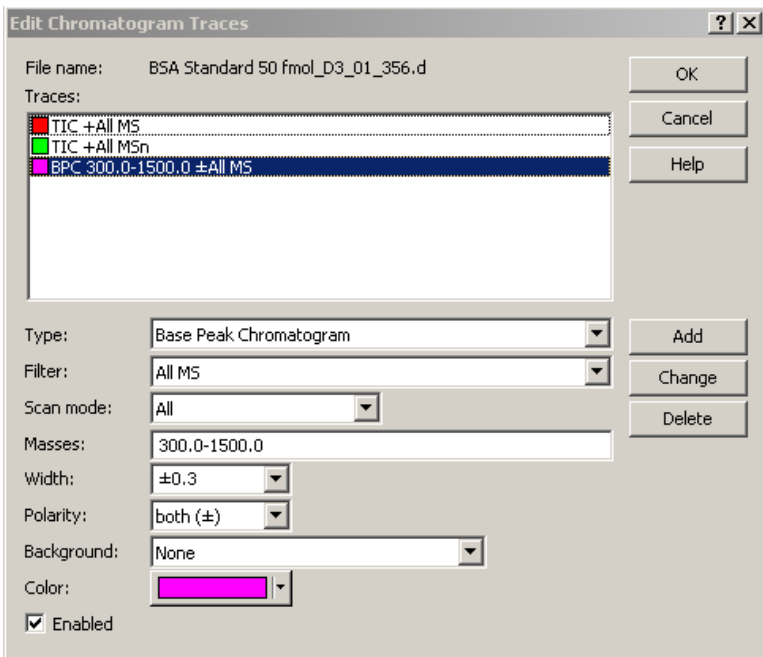 Edit Chromatogram Traces
? X
File name: BSA Standard 50 fmol_D3_01_356.d
OK
Traces:
TIC +All MS
Cancel
TIC +All MSn
BPC 300.0-1500.0 ±All MS
Help
Type: Base Peak Chromatogram
Add
Filter: All MS
Change
Scan mode: All
Delete
Masses: 300.0-1500.0
Width: ±0.3
Polarity: both (±)
Background: None
Color:
Enabled